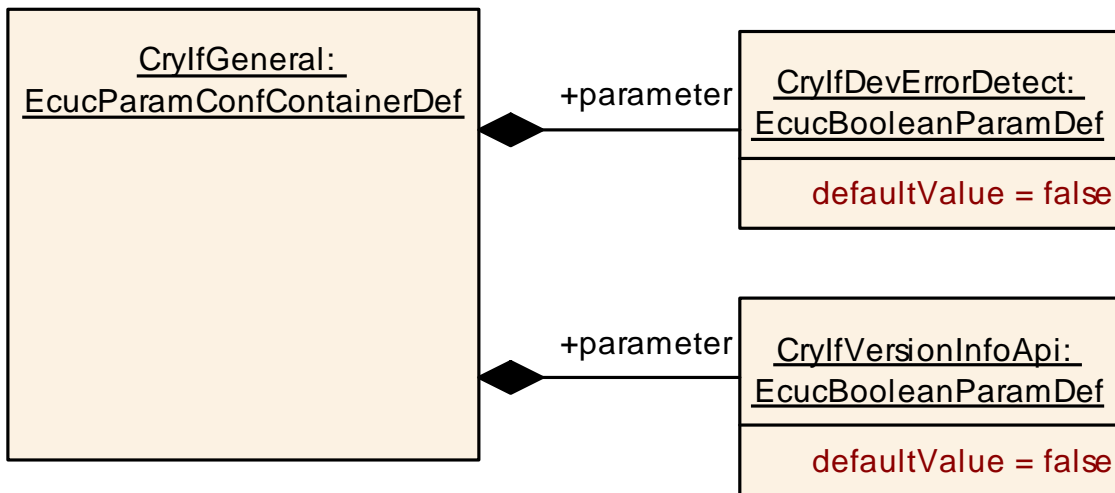 CryIfGeneral:
EcucParamConfContainerDef
+parameter
CryIfDevErrorDetect:
EcucBooleanParamDef
defaultValue = false
+parameter
CryIfVersionInfoApi:
EcucBooleanParamDef
defaultValue = false